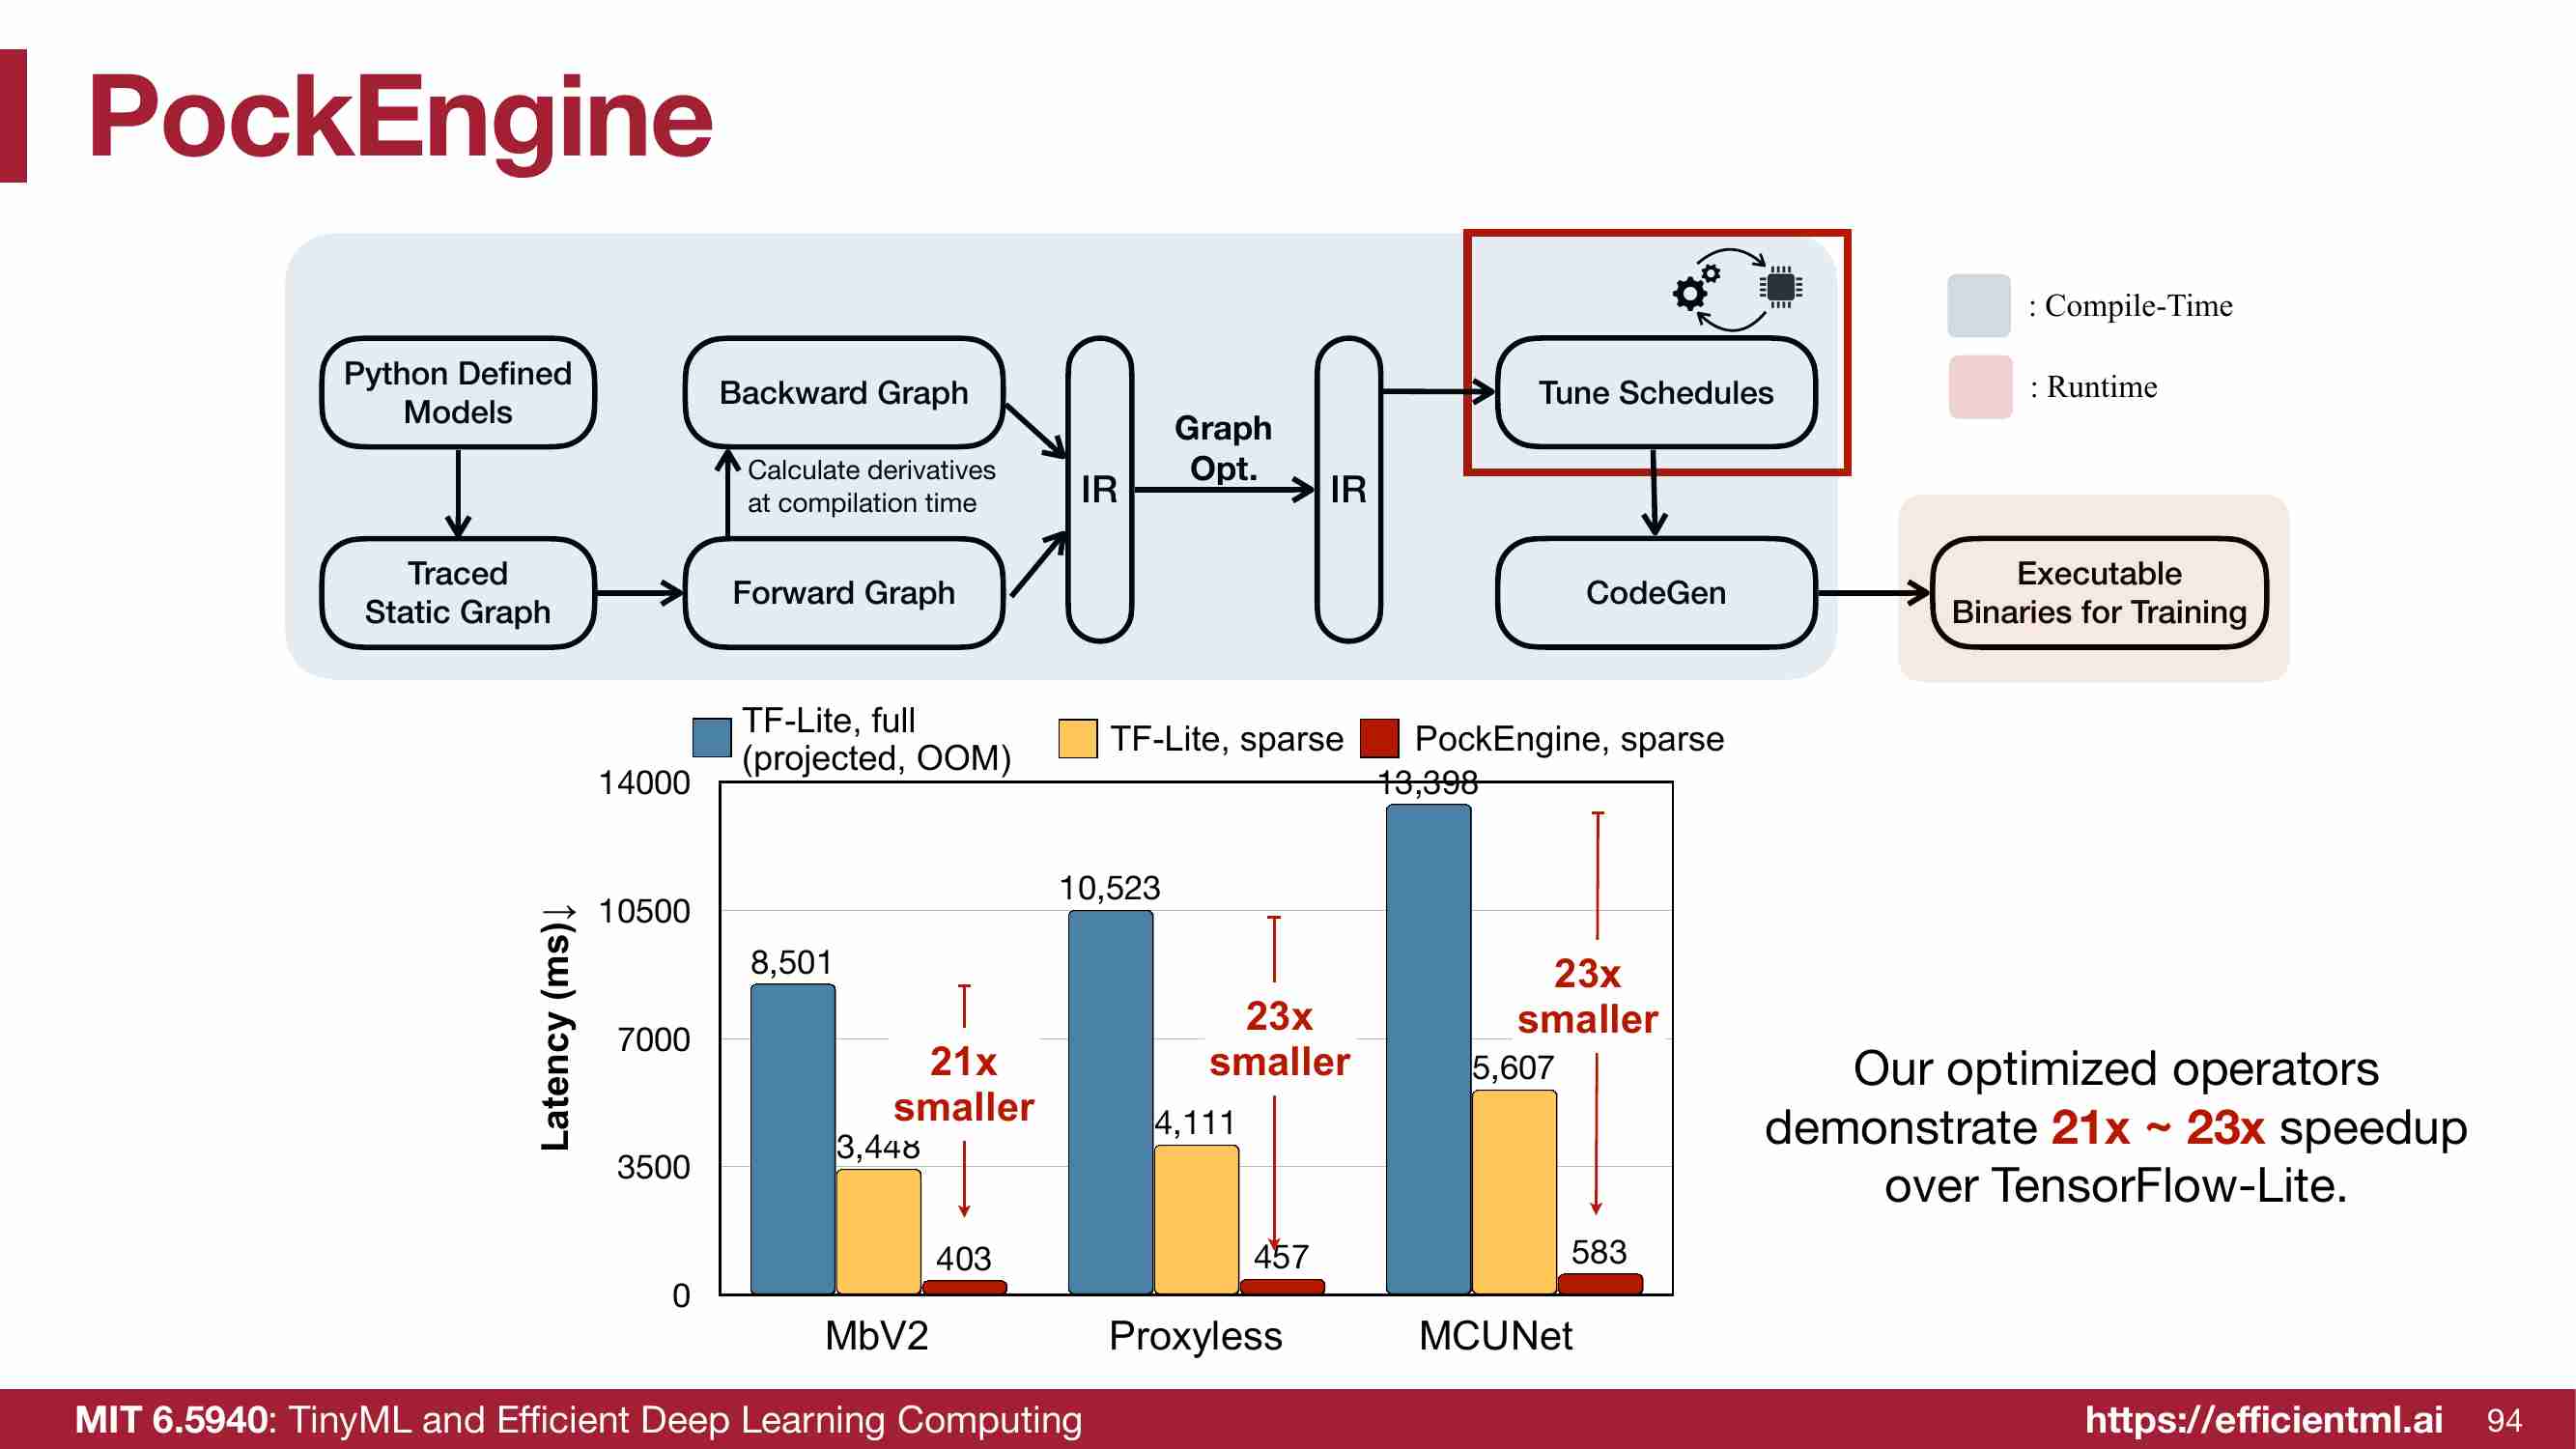 PockEngine
Python Defined
Models
Backward Graph
Calculate derivatives
at compilation time
Traced
Static Graph
Forward Graph
IR
Graph
Opt.
IR
Tune Schedules
CodeGen
Executable
Binaries for Training
: Compile-Time
: Runtime
TF-Lite, full
(projected, OOM)
TF-Lite, sparse
PockEngine, sparse
Latency (ms)↓
14000
10500
7000
3500
0
8,501
3,448
403
21x
smaller
10,523
4,111
457
23x
smaller
13,398
5,607
583
23x
smaller
MbV2
Proxyless
MCUNet
Our optimized operators
demonstrate 21x ~ 23x speedup
over TensorFlow-Lite.
MIT 6.5940: TinyML and Efficient Deep Learning Computing
https://efficientml.ai
94